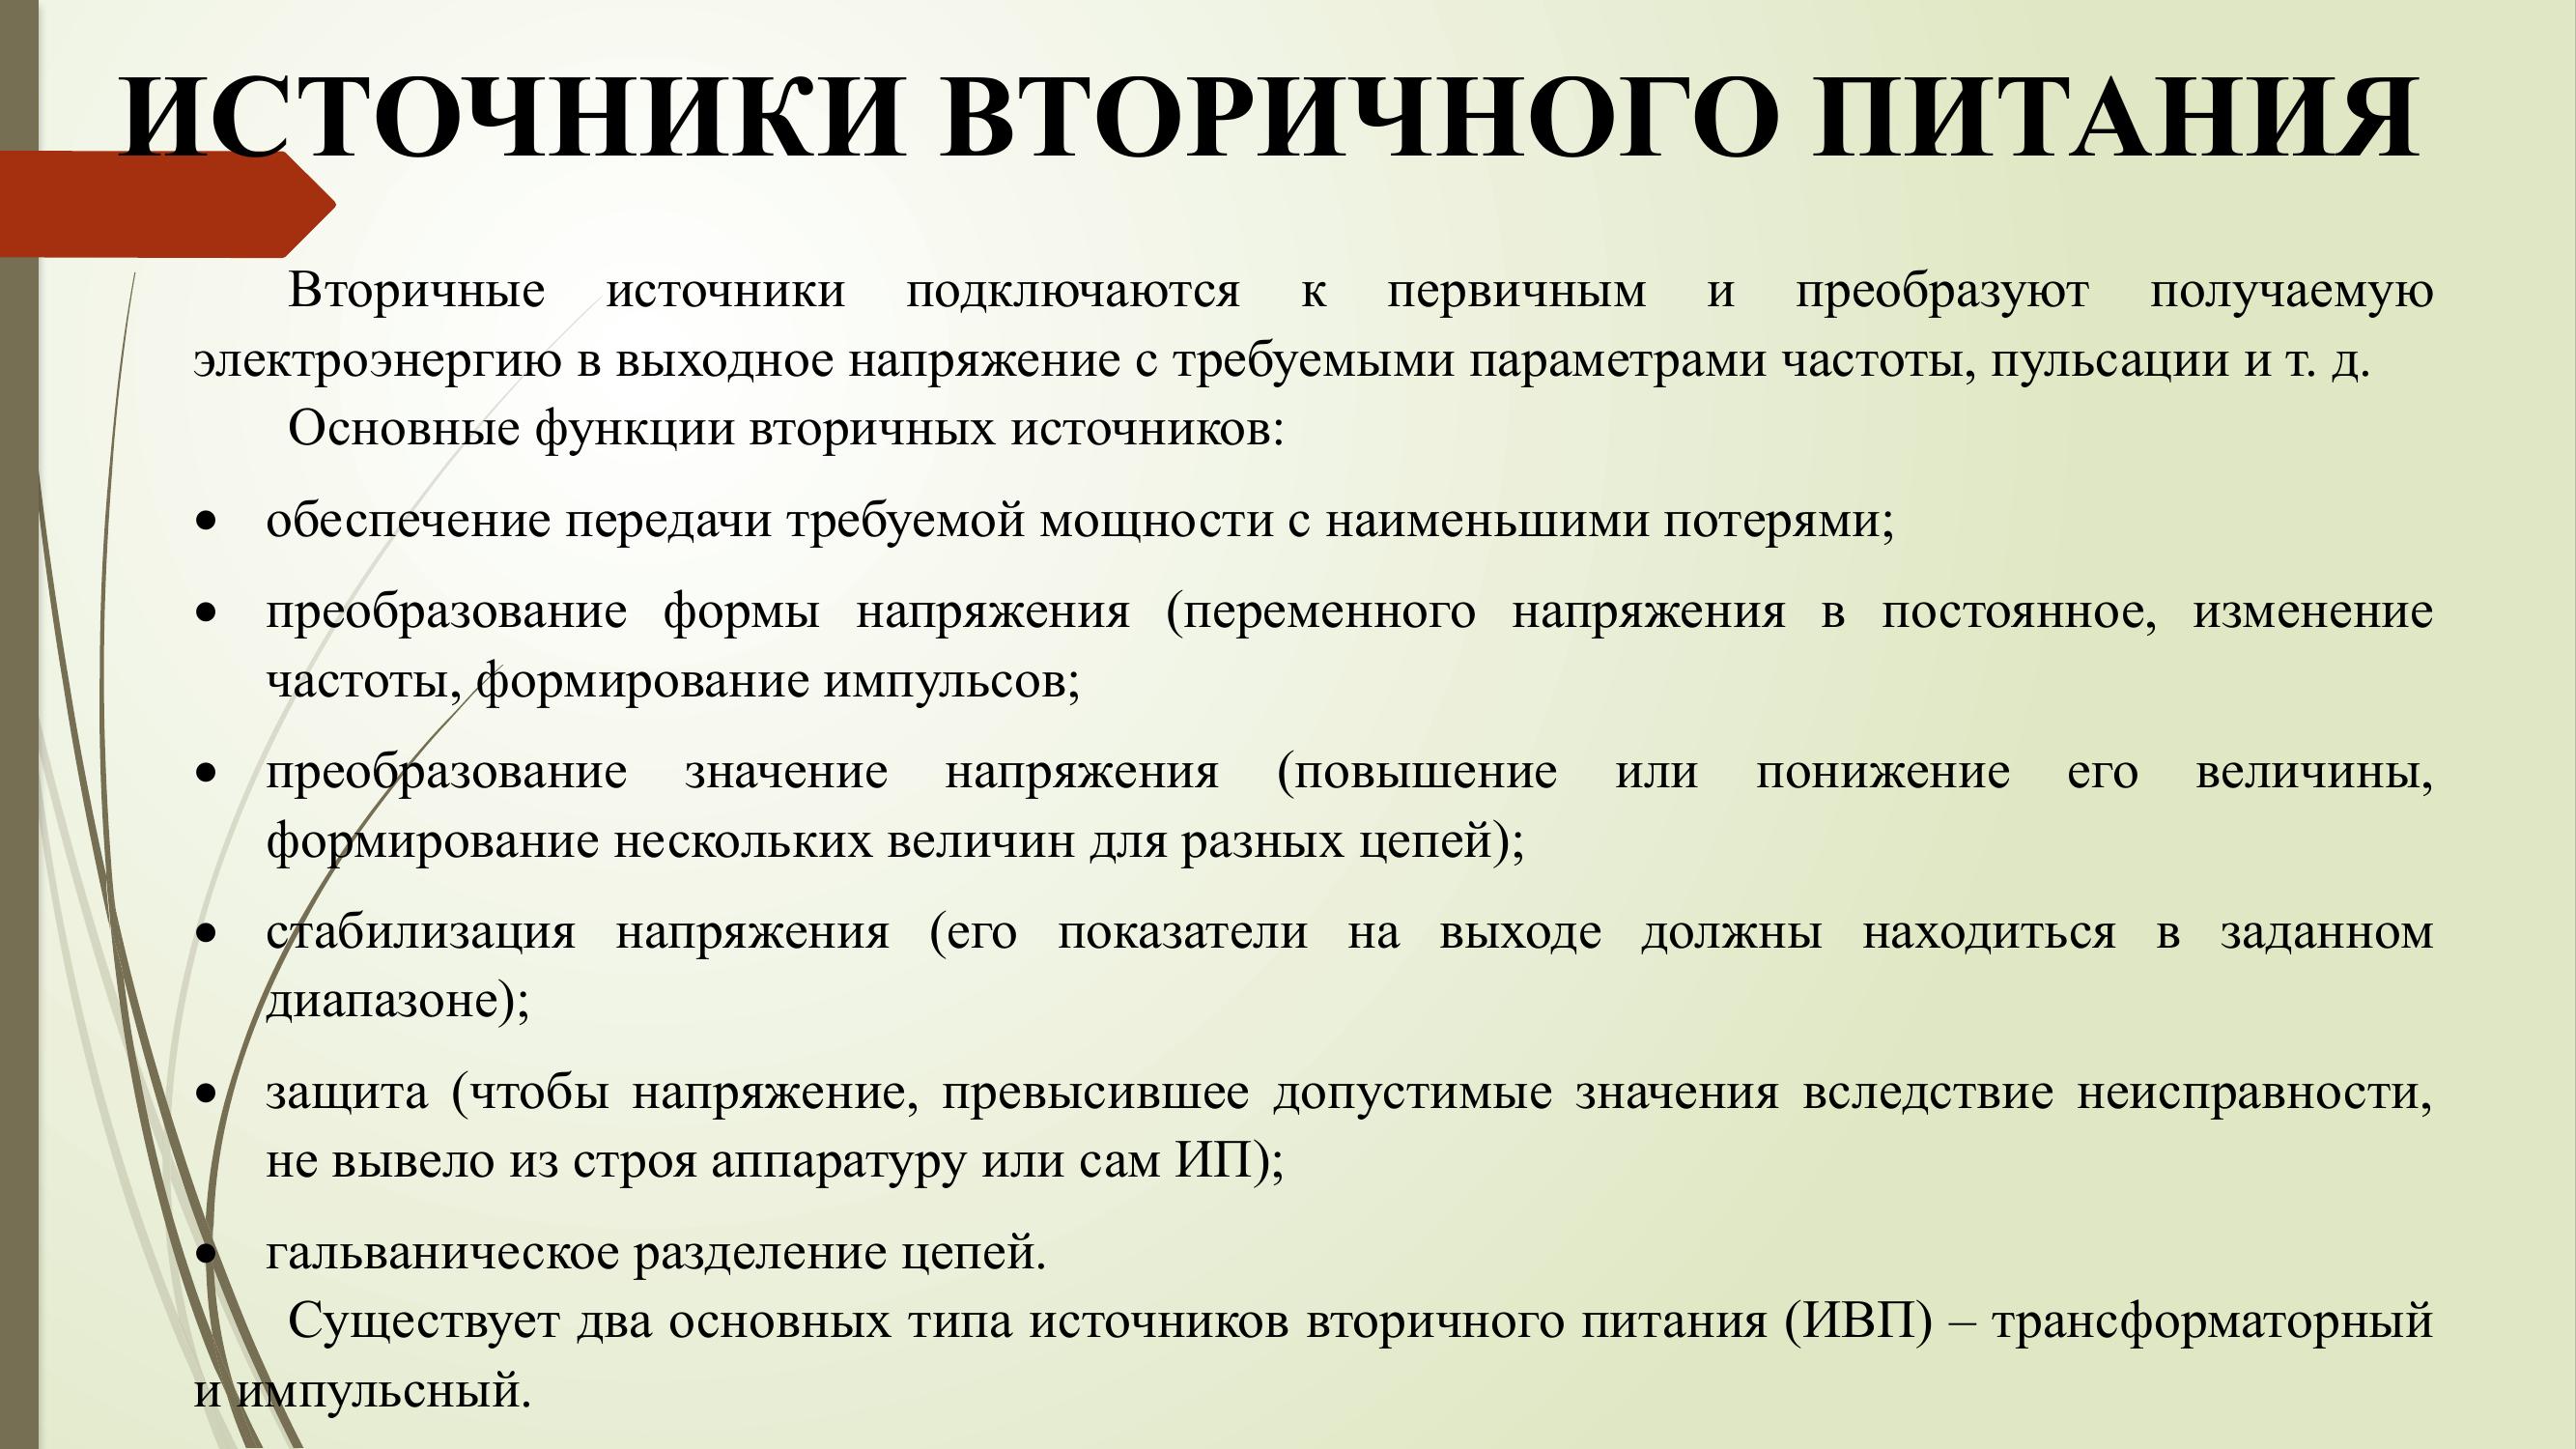 ИСТОЧНИКИ ВТОРИЧНОГО ПИТАНИЯ
Вторичные источники подключаются к первичным и преобразуют получаемую
электроэнергию в выходное напряжение с требуемыми параметрами частоты, пульсации и т. д.
Основные функции вторичных источников:
• обеспечение передачи требуемой мощности с наименьшими потерями;
• преобразование формы напряжения (переменного напряжения в постоянное, изменение
частоты, формирование импульсов;
• преобразование значение напряжения (повышение или понижение его величины,
формирование нескольких величин для разных цепей);
• стабилизация напряжения (его показатели на выходе должны находиться в заданном
диапазоне);
• защита (чтобы напряжение, превысившее допустимые значения вследствие неисправности,
не вывело из строя аппаратуру или сам ИП);
• гальваническое разделение цепей.
Существует два основных типа источников вторичного питания (ИВП) – трансформаторный
и импульсный.